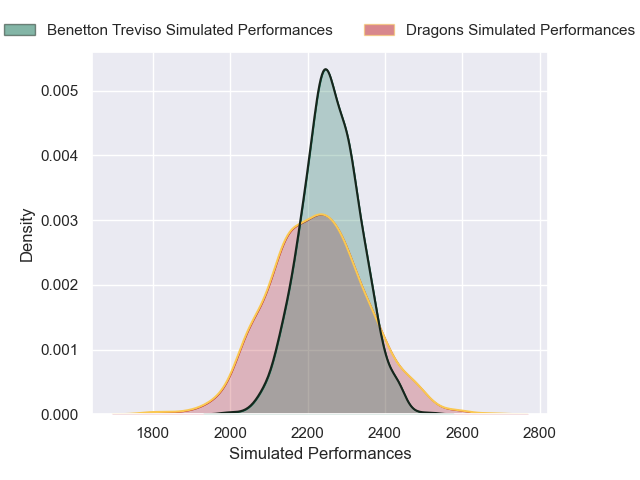 Benetton Treviso Simulated Performances
Dragons Simulated Performances
0.005
0.004
0.003
0.002
0.001
0.000
Density
1800 2000 2200 2400 2600 2800
Simulated Performances